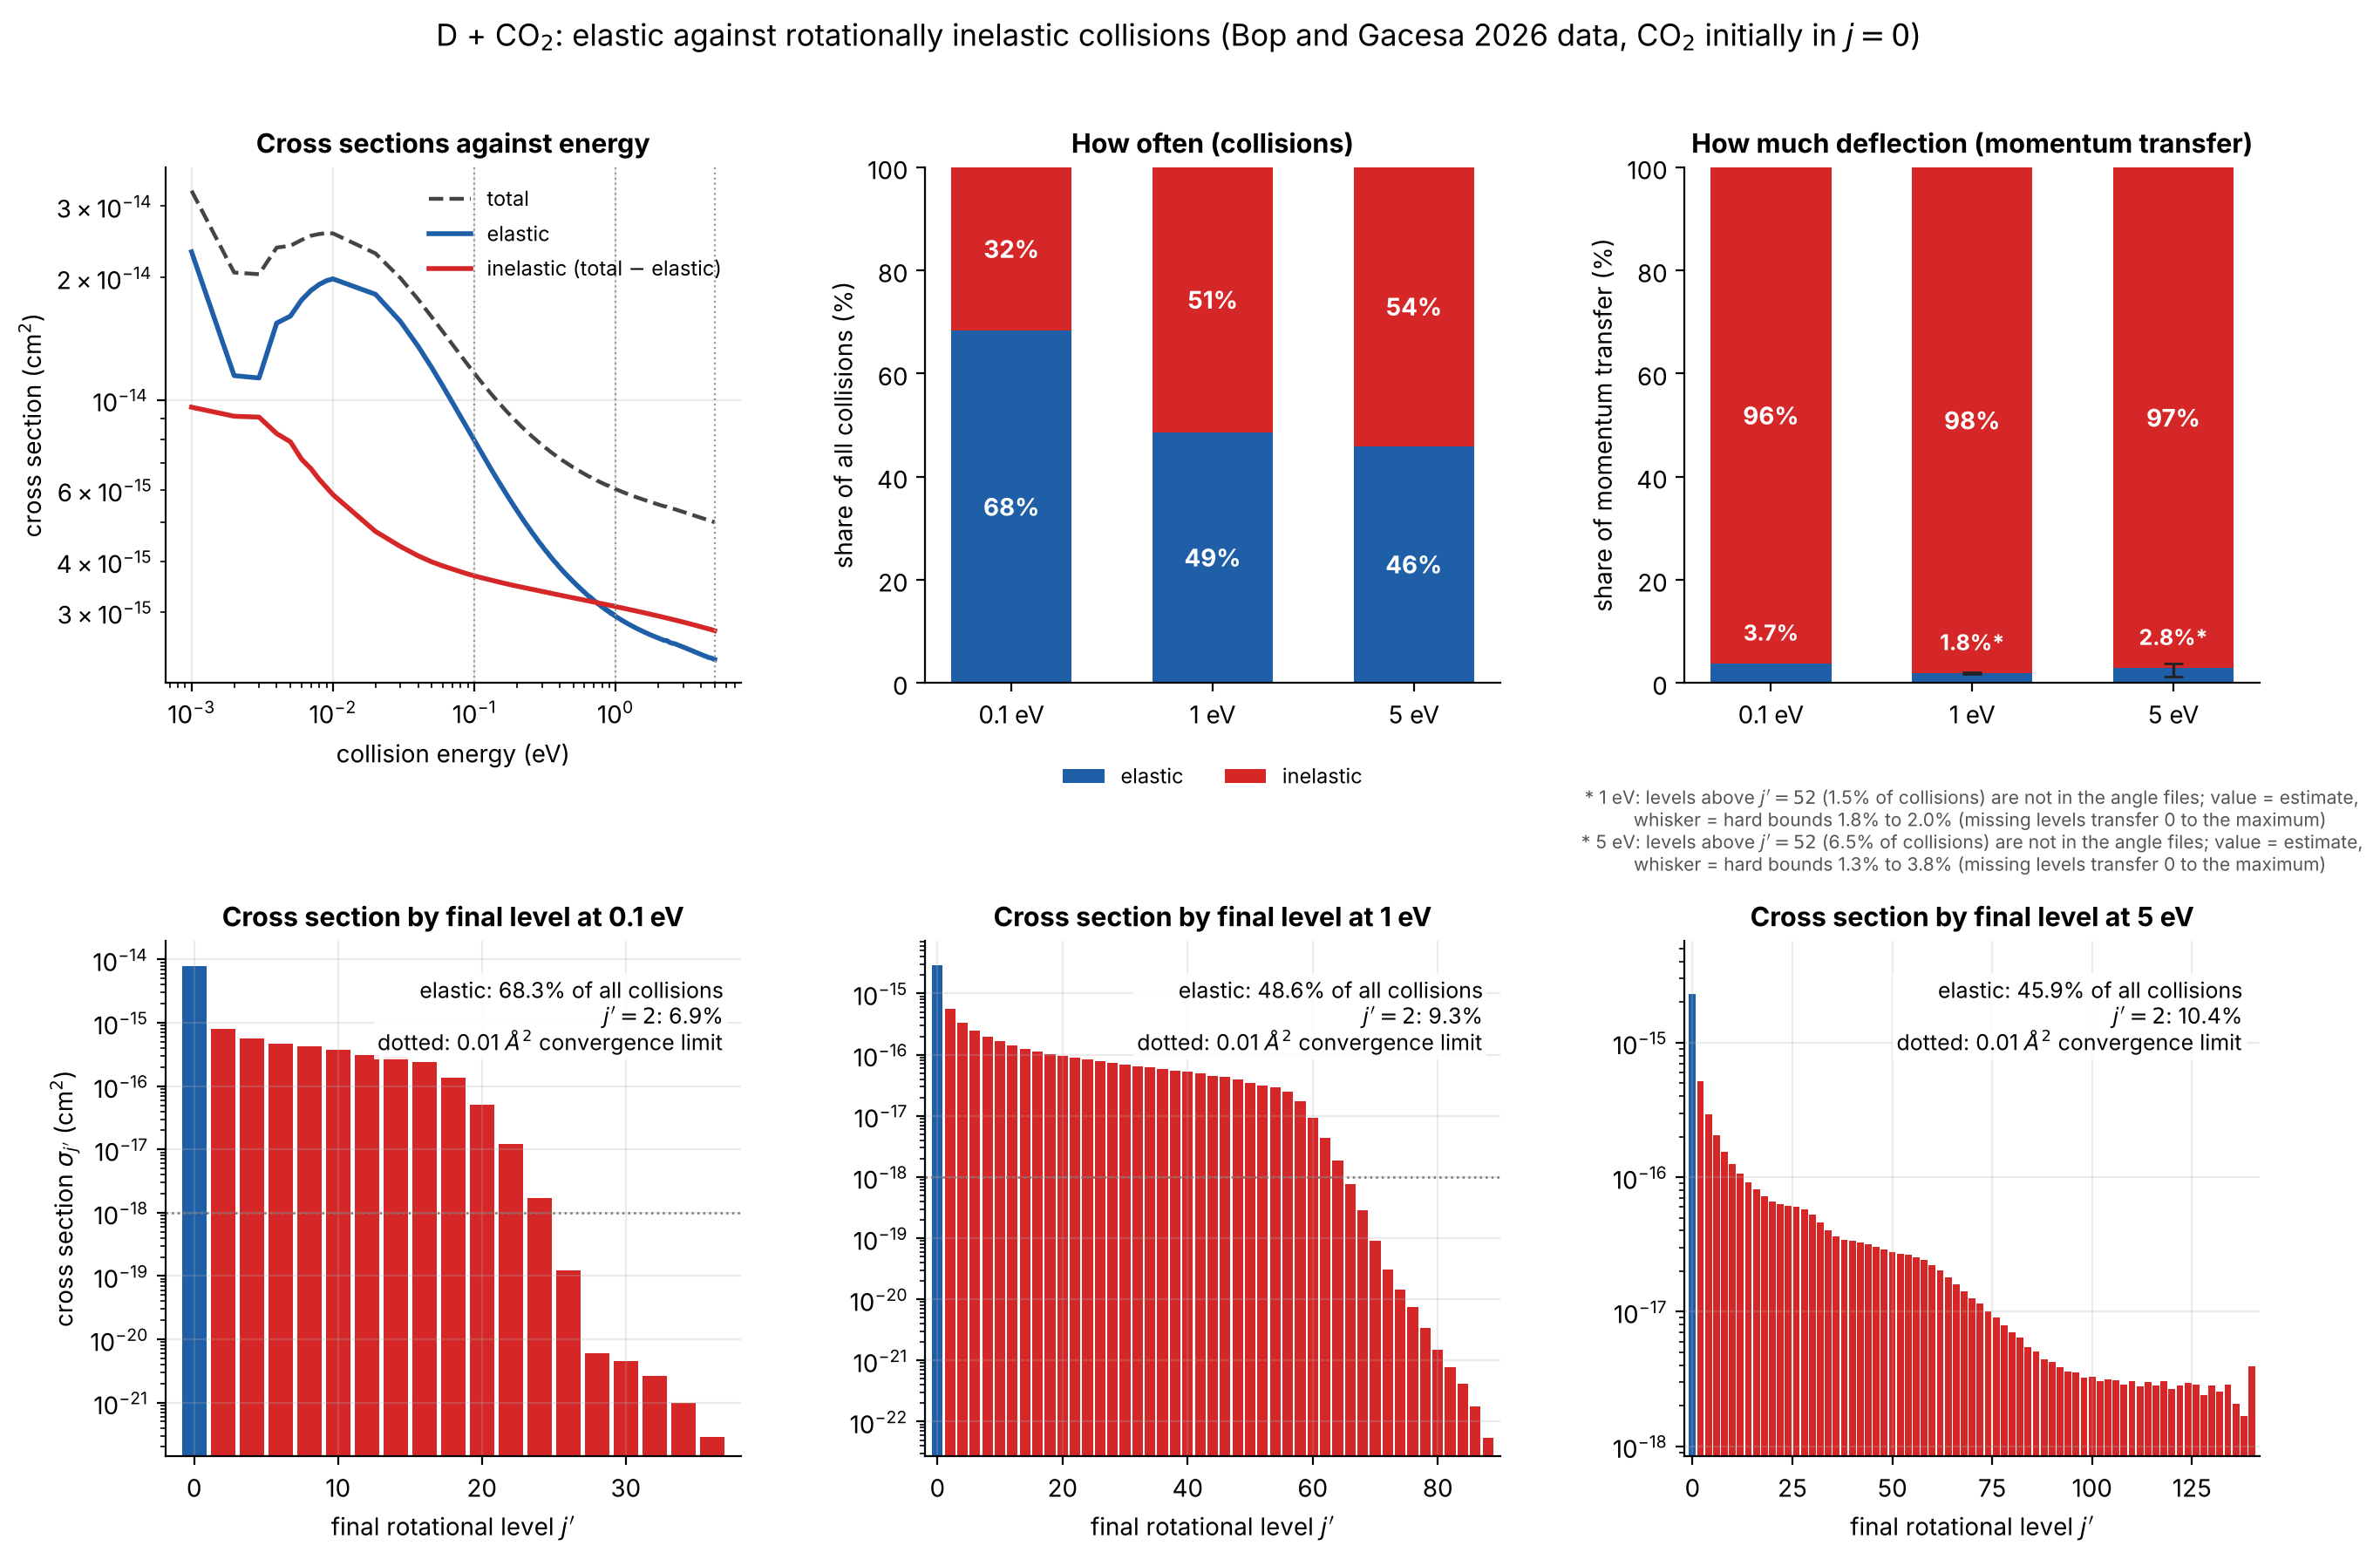 D + CO₂: elastic against rotationally inelastic collisions (Bop and Gacesa 2026 data, CO₂ initially in j = 0)
Cross sections against energy
cross section (cm²)
3 × 10⁻¹⁴
2 × 10⁻¹⁴
10⁻¹⁴
6 × 10⁻¹⁵
4 × 10⁻¹⁵
3 × 10⁻¹⁵
total
elastic
inelastic (total − elastic)
10⁻³ 10⁻² 10⁻¹ 10⁰
collision energy (eV)
How often (collisions)
share of all collisions (%)
100
80
60
40
20
0
32%
51%
54%
68%
49%
46%
0.1 eV 1 eV 5 eV
elastic inelastic
How much deflection (momentum transfer)
share of momentum transfer (%)
100
80
60
40
20
0
96%
98%
97%
3.7%
1.8%*
2.8%*
0.1 eV 1 eV 5 eV
* 1 eV: levels above j′ = 52 (1.5% of collisions) are not in the angle files; value = estimate,
whisker = hard bounds 1.8% to 2.0% (missing levels transfer 0 to the maximum)
* 5 eV: levels above j′ = 52 (6.5% of collisions) are not in the angle files; value = estimate,
whisker = hard bounds 1.3% to 3.8% (missing levels transfer 0 to the maximum)
Cross section by final level at 0.1 eV
cross section σⱼ′ (cm²)
10⁻¹⁴
10⁻¹⁵
10⁻¹⁶
10⁻¹⁷
10⁻¹⁸
10⁻¹⁹
10⁻²⁰
10⁻²¹
elastic: 68.3% of all collisions
j′ = 2: 6.9%
dotted: 0.01 Å² convergence limit
0 10 20 30
final rotational level j′
Cross section by final level at 1 eV
10⁻¹⁵
10⁻¹⁶
10⁻¹⁷
10⁻¹⁸
10⁻¹⁹
10⁻²⁰
10⁻²¹
10⁻²²
elastic: 48.6% of all collisions
j′ = 2: 9.3%
dotted: 0.01 Å² convergence limit
0 20 40 60 80
final rotational level j′
Cross section by final level at 5 eV
10⁻¹⁵
10⁻¹⁶
10⁻¹⁷
10⁻¹⁸
elastic: 45.9% of all collisions
j′ = 2: 10.4%
dotted: 0.01 Å² convergence limit
0 25 50 75 100 125
final rotational level j′